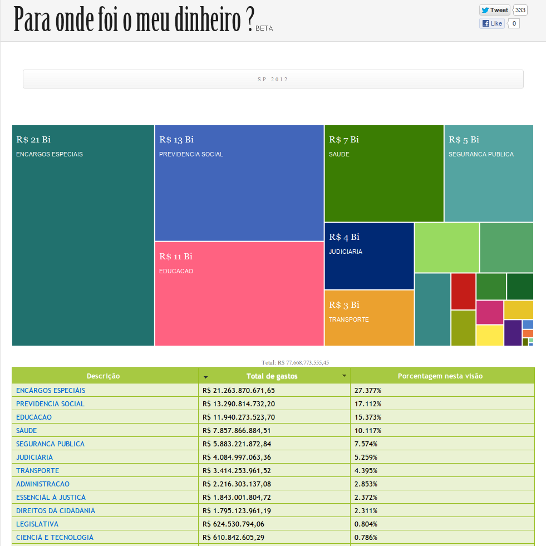 Para onde foi o meu dinheiro ? BETA
Tweet 333
Like 0
SP 2012
R$ 21 Bi
ENCARGOS ESPECIAIS
R$ 13 Bi
PREVIDENCIA SOCIAL
R$ 11 Bi
EDUCACAO
R$ 7 Bi
SAUDE
R$ 5 Bi
SEGURANCA PUBLICA
R$ 4 Bi
JUDICIARIA
R$ 3 Bi
TRANSPORTE
Total: R$ 77.668.773.555,45
Descrição Total de gastos Porcentagem nesta visão
ENCARGOS ESPECIAIS R$ 21.263.870.671,65 27.377%
PREVIDENCIA SOCIAL R$ 13.290.814.732,20 17.112%
EDUCACAO R$ 11.940.273.523,70 15.373%
SAUDE R$ 7.857.866.884,51 10.117%
SEGURANCA PUBLICA R$ 5.883.221.872,84 7.574%
JUDICIARIA R$ 4.084.997.063,36 5.259%
TRANSPORTE R$ 3.414.253.961,52 4.395%
ADMINISTRACAO R$ 2.216.303.137,08 2.853%
ESSENCIAL À JUSTICA R$ 1.843.001.804,72 2.372%
DIREITOS DA CIDADANIA R$ 1.795.123.961,19 2.311%
LEGISLATIVA R$ 624.530.794,06 0.804%
CIENCIA E TECNOLOGIA R$ 610.842.605,29 0.786%